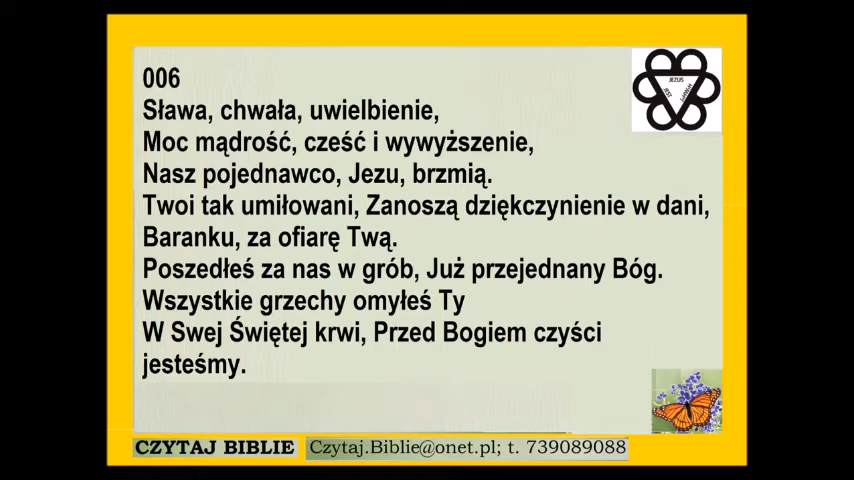 006
Sława, chwała, uwielbienie,
Moc mądrość, cześć i wywyższenie,
Nasz pojednawco, Jezu, brzmią.
Twoi tak umiłowani, Zanoszą dziękczynienie w dani,
Baranku, za ofiarę Twą.
Poszedłeś za nas w grób, Już przejednany Bóg.
Wszystkie grzechy omyłeś Ty
W Swej Świętej krwi, Przed Bogiem czyści
jesteśmy.
JEZUS
CZYTAJ BIBLIE Czytaj.Biblie@onet.pl; t. 739089088